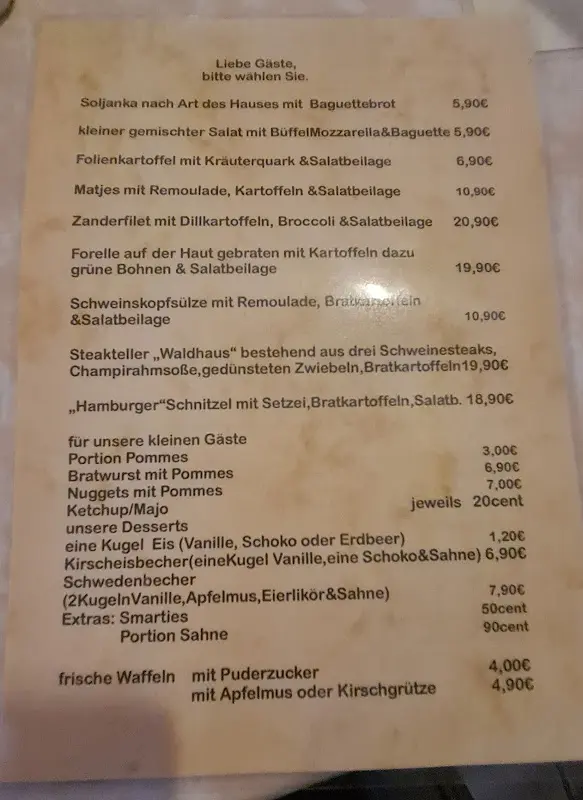 Liebe Gäste,
bitte wählen Sie.
Soljanka nach Art des Hauses mit Baguettebrot 5,90€
kleiner gemischter Salat mit BüffelMozzarella&Baguette 5,90€
Folienkartoffel mit Kräuterquark &Salatbeilage 6,90€
Matjes mit Remoulade, Kartoffeln &Salatbeilage 10,90€
Zanderfilet mit Dillkartoffeln, Broccoli &Salatbeilage 20,90€
Forelle auf der Haut gebraten mit Kartoffeln dazu
grüne Bohnen & Salatbeilage 19,90€
Schweinskopfsülze mit Remoulade, Bratkartoffeln
&Salatbeilage 10,90€
Steakteller „Waldhaus“ bestehend aus drei Schweinesteaks,
Champirahmsoße,gedünsteten Zwiebeln,Bratkartoffeln19,90€
„Hamburger“Schnitzel mit Setzei,Bratkartoffeln,Salatb. 18,90€
für unsere kleinen Gäste
Portion Pommes 3,00€
Bratwurst mit Pommes 6,90€
Nuggets mit Pommes 7,00€
Ketchup/Majo jeweils 20cent
unsere Desserts
eine Kugel Eis (Vanille, Schoko oder Erdbeer) 1,20€
Kirscheisbecher(eineKugel Vanille,eine Schoko&Sahne) 6,90€
Schwedenbecher
(2KugelnVanille,Apfelmus,Eierlikör&Sahne) 7,90€
Extras: Smarties 50cent
Portion Sahne 90cent
frische Waffeln mit Puderzucker 4,00€
mit Apfelmus oder Kirschgrütze 4,90€